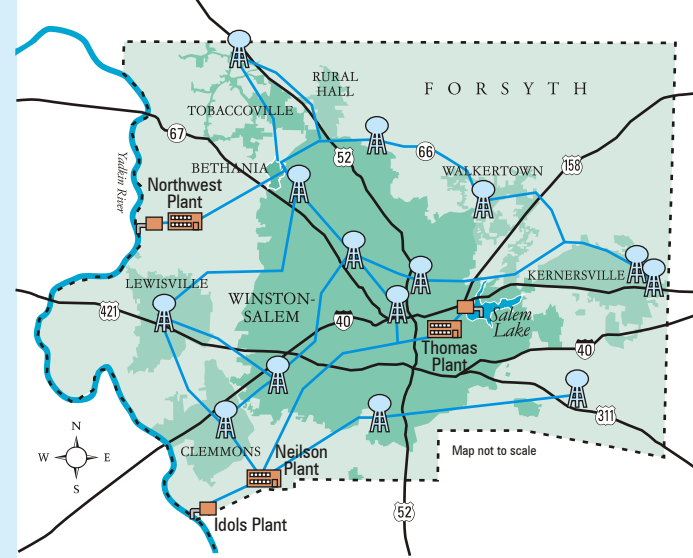 RURAL
HALL
FORSYTH
TOBACCOVILLE
67
52
66
158
BETHANIA
WALKERTOWN
Yadkin River
Northwest
Plant
LEWISVILLE
KERNERSVILLE
WINSTON-
SALEM
421
40
Salem
Lake
Thomas
Plant
40
311
N
W E
S
CLEMMONS
Neilson
Plant
Map not to scale
52
Idols Plant